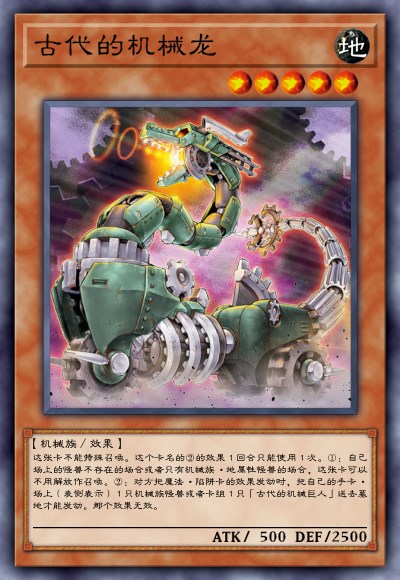 古代的机械龙
地
【机械族/效果】
这张卡不能特殊召唤。这个卡名的②的效果1回合只能使用1次。①:自己
场上的怪兽不存在的场合或者只有机械族·地属性怪兽的场合,这张卡可以
不用解放作召唤。②:对方把魔法·陷阱卡的效果发动时,把自己的手卡·
场上(表侧表示)1只机械族怪兽或者卡组1只「古代的机械巨人」送去墓
地才能发动。那个效果无效。
ATK/ 500 DEF/2500